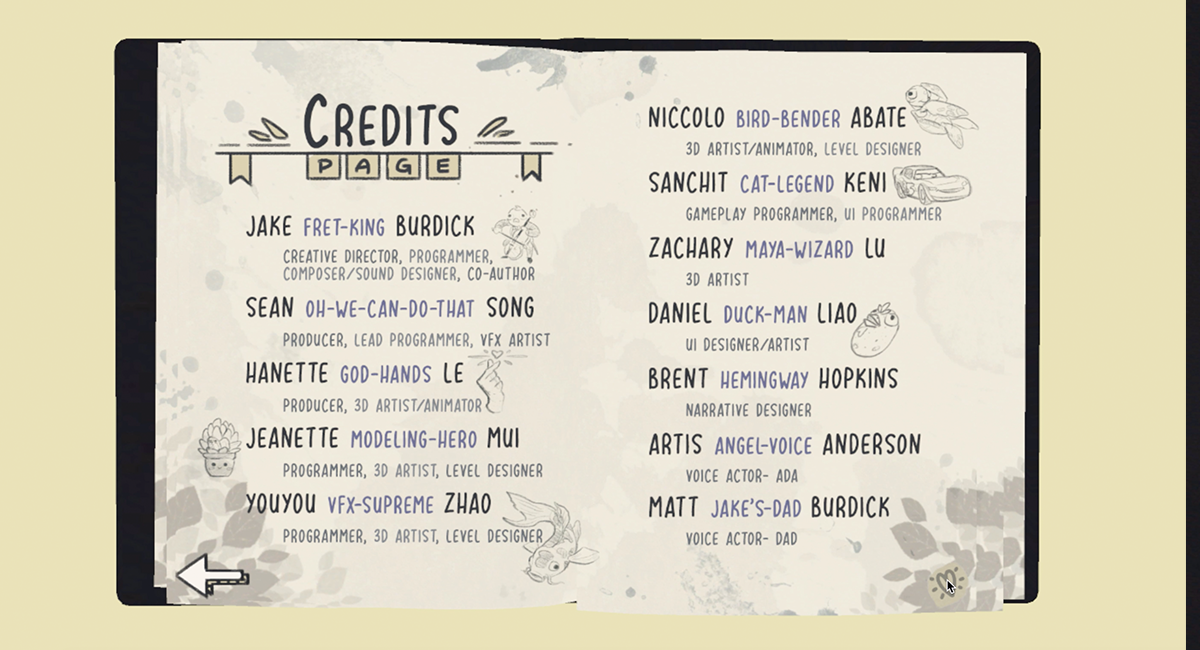 CREDITS
PAGE
JAKE FRET-KING BURDICK
CREATIVE DIRECTOR, PROGRAMMER,
COMPOSER/SOUND DESIGNER, CO-AUTHOR
SEAN OH-WE-CAN-DO-THAT SONG
PRODUCER, LEAD PROGRAMMER, VFX ARTIST
HANETTE GOD-HANDS LE
PRODUCER, 3D ARTIST/ANIMATOR
JEANETTE MODELING-HERO MUI
PROGRAMMER, 3D ARTIST, LEVEL DESIGNER
YOUYOU VFX-SUPREME ZHAO
PROGRAMMER, 3D ARTIST, LEVEL DESIGNER
NICCOLO BIRD-BENDER ABATE
3D ARTIST/ANIMATOR, LEVEL DESIGNER
SANCHIT CAT-LEGEND KENI
GAMEPLAY PROGRAMMER, UI PROGRAMMER
ZACHARY MAYA-WIZARD LU
3D ARTIST
DANIEL DUCK-MAN LIAO
UI DESIGNER/ARTIST
BRENT HEMINGWAY HOPKINS
NARRATIVE DESIGNER
ARTIS ANGEL-VOICE ANDERSON
VOICE ACTOR- ADA
MATT JAKE'S-DAD BURDICK
VOICE ACTOR- DAD